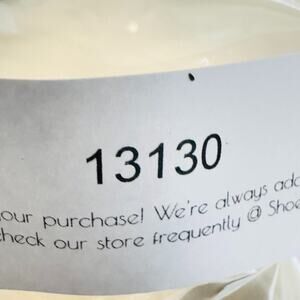 13130
our purchase! We're always add
check our store frequently @ Shoe